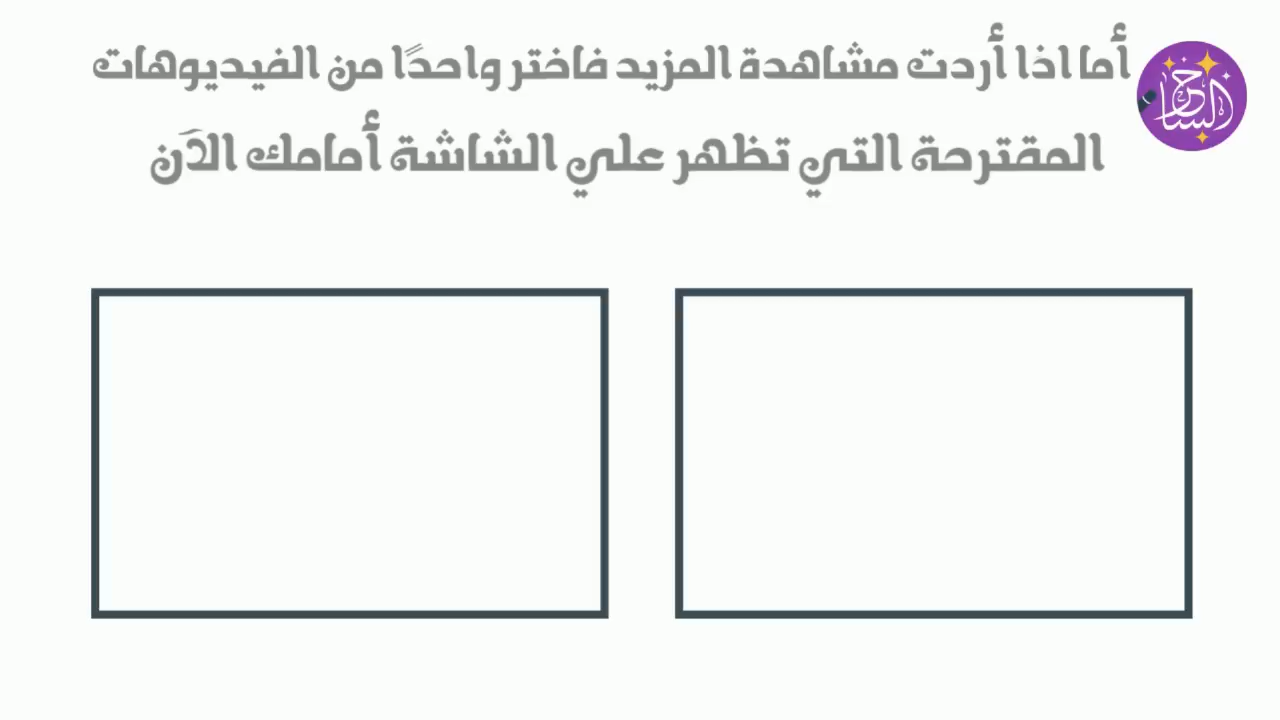 أما اذا أردت مشاهدة المزيد فاختر واحدًا من الفيديوهات
المقترحة التي تظهر علي الشاشة أمامك الآن
الساحر